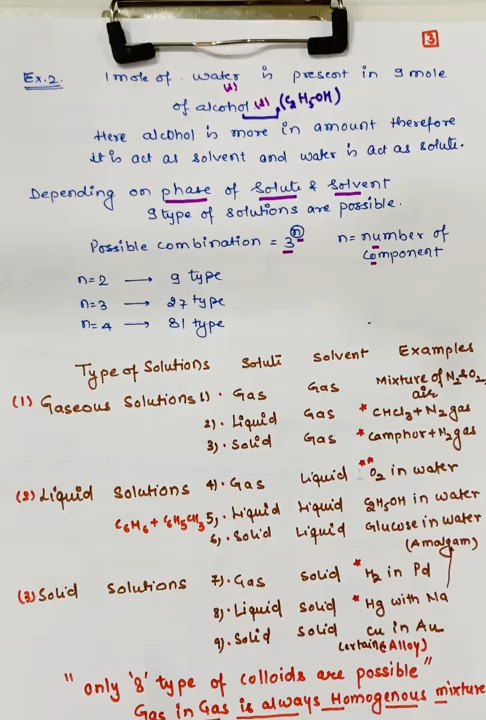 3
Ex.2. 1 mole of water (l) is present in 9 mole
of alcohol (l) (C2H5OH)
Here alcohol is more in amount therefore
it is act as solvent and water is act as solute.
Depending on phase of Solute & Solvent
9 type of solutions are possible.
Possible combination = 3^n n = number of component
n=2 → 9 type
n=3 → 27 type
n=4 → 81 type
Type of Solutions Solute Solvent Examples
(1) Gaseous Solutions 1). Gas Gas Mixture of N2 & O2, air
2). Liquid Gas *CHCl3 + N2 gas
3). Solid Gas *Camphor + N2 gas
(2) Liquid Solutions 4). Gas Liquid **O2 in water
C6H6 + C6H5CH3 5). Liquid Liquid C2H5OH in water
6). Solid Liquid Glucose in water
(Amalgam)
(3) Solid Solutions 7). Gas Solid *H2 in Pd
8). Liquid Solid *Hg with Na
9). Solid Solid Cu in Au
(Alloy)
"only '8' type of colloids are possible"
Gas in Gas is always Homogenous mixture